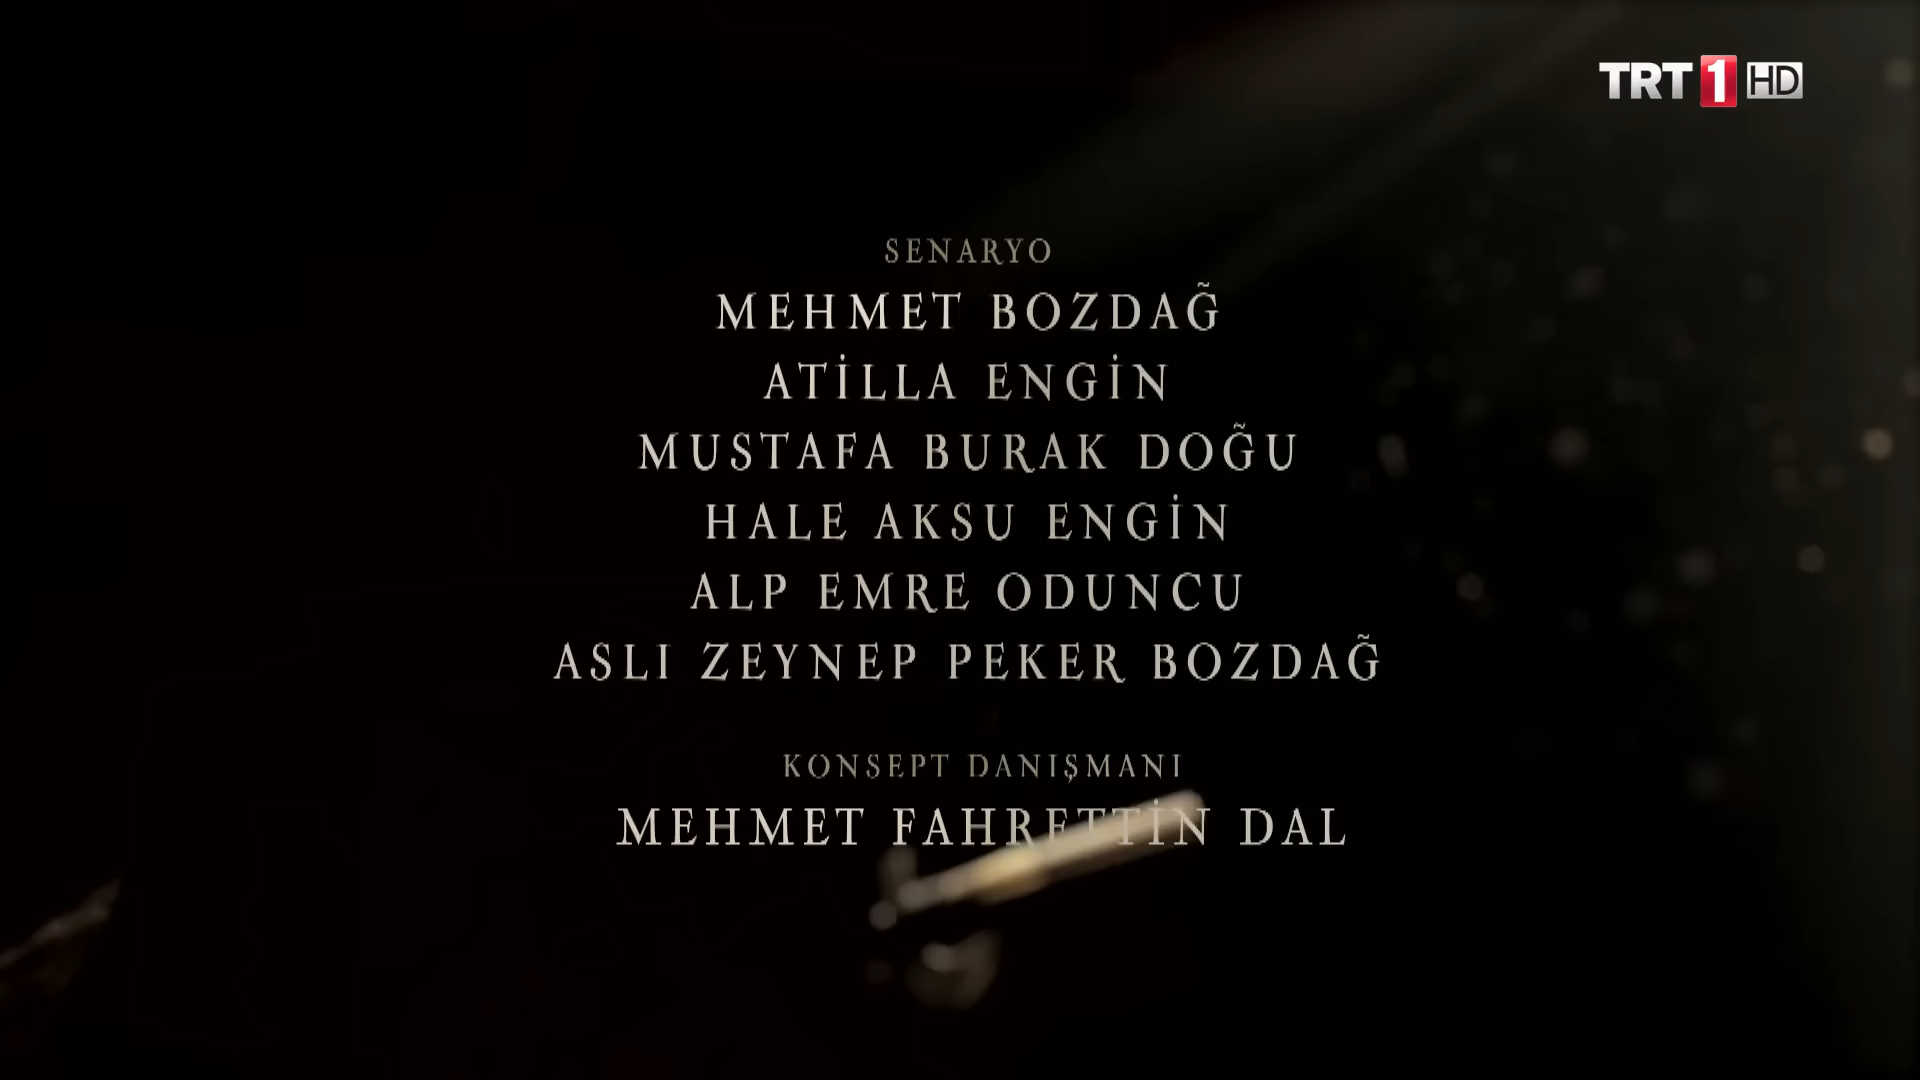 TRT 1 HD
SENARYO
MEHMET BOZDAĞ
ATİLLA ENGİN
MUSTAFA BURAK DOĞU
HALE AKSU ENGİN
ALP EMRE ODUNCU
ASLI ZEYNEP PEKER BOZDAĞ
KONSEPT DANIŞMANI
MEHMET FAHRETTİN DAL